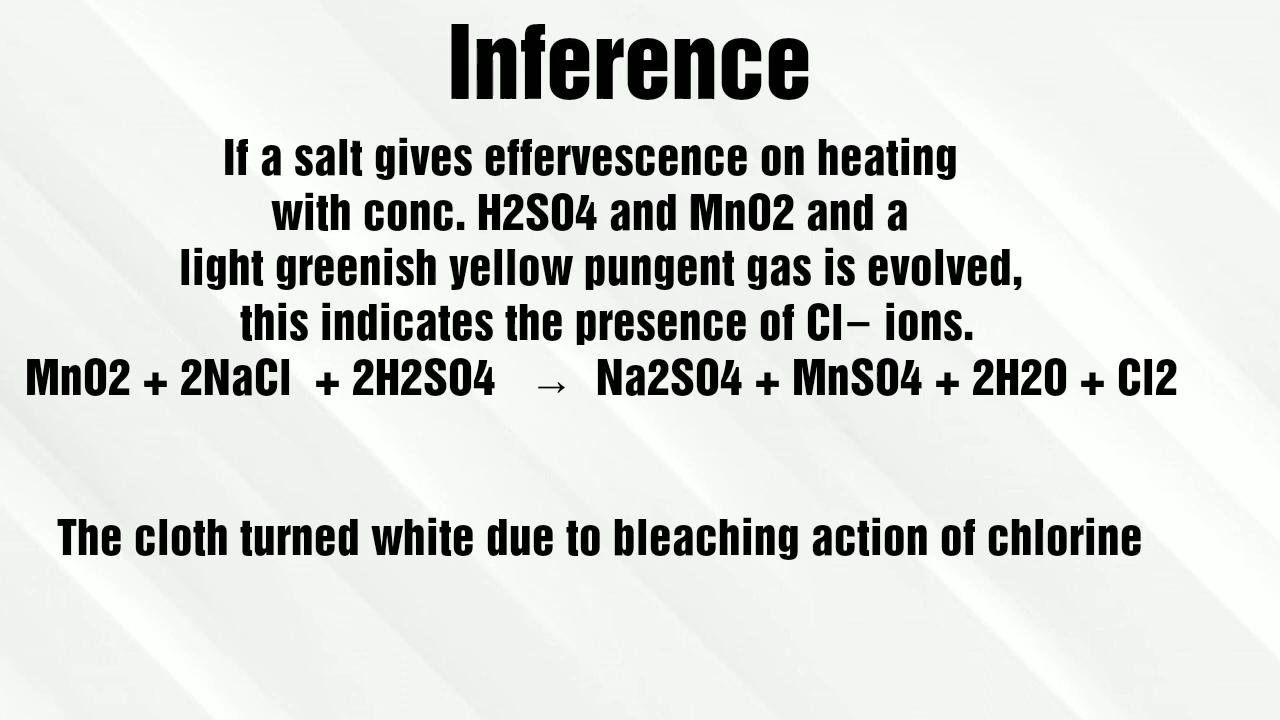 Inference
If a salt gives effervescence on heating
with conc. H2SO4 and MnO2 and a
light greenish yellow pungent gas is evolved,
this indicates the presence of Cl− ions.
MnO2 + 2NaCl + 2H2SO4 → Na2SO4 + MnSO4 + 2H2O + Cl2
The cloth turned white due to bleaching action of chlorine